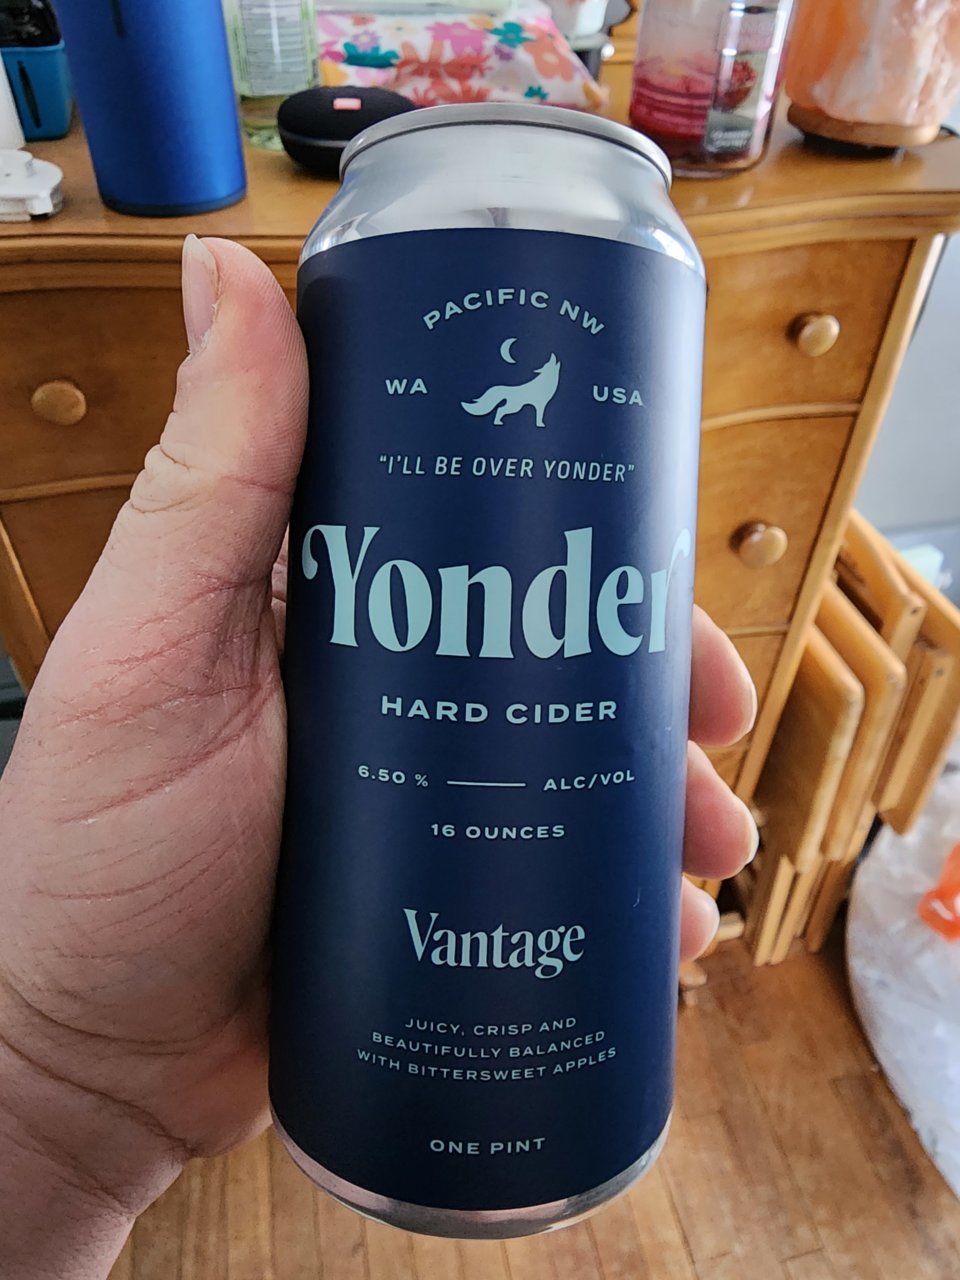 PACIFIC NW
WA USA
"I'LL BE OVER YONDER"
Yonder
HARD CIDER
6.50 % ALC/VOL
16 OUNCES
Vantage
JUICY, CRISP AND
BEAUTIFULLY BALANCED
WITH BITTERSWEET APPLES
ONE PINT